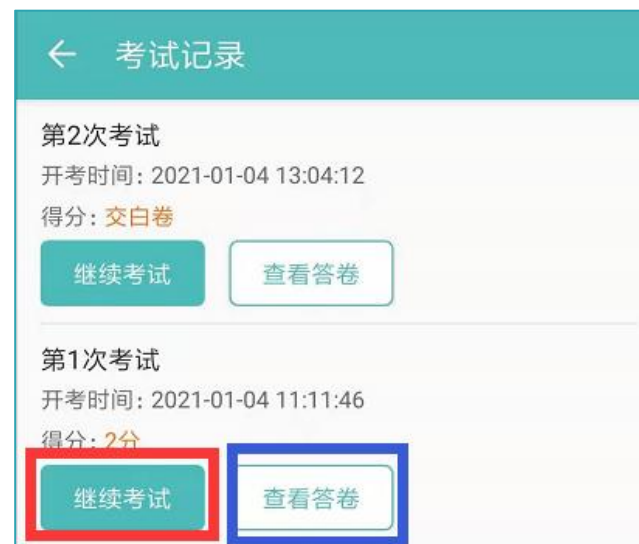 考试记录
第2次考试
开考时间: 2021-01-04 13:04:12
得分: 交白卷
继续考试 查看答卷
第1次考试
开考时间: 2021-01-04 11:11:46
得分: 2分
继续考试 查看答卷